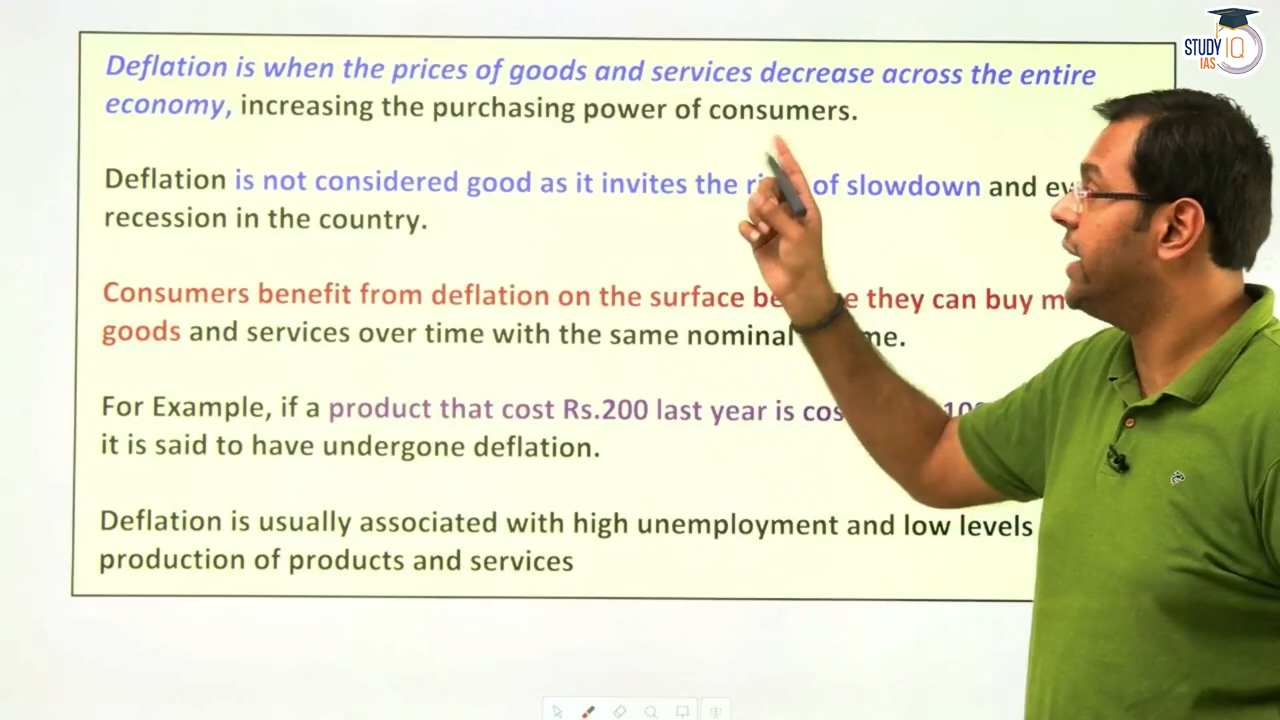 STUDY IQ
IAS
Deflation is when the prices of goods and services decrease across the entire
economy, increasing the purchasing power of consumers.
Deflation is not considered good as it invites the of slowdown and
recession in the country.
Consumers benefit from deflation on the surface they can buy
goods and services over time with the same nominal
For Example, if a product that cost Rs.200 last year is
it is said to have undergone deflation.
Deflation is usually associated with high unemployment and low levels
production of products and services